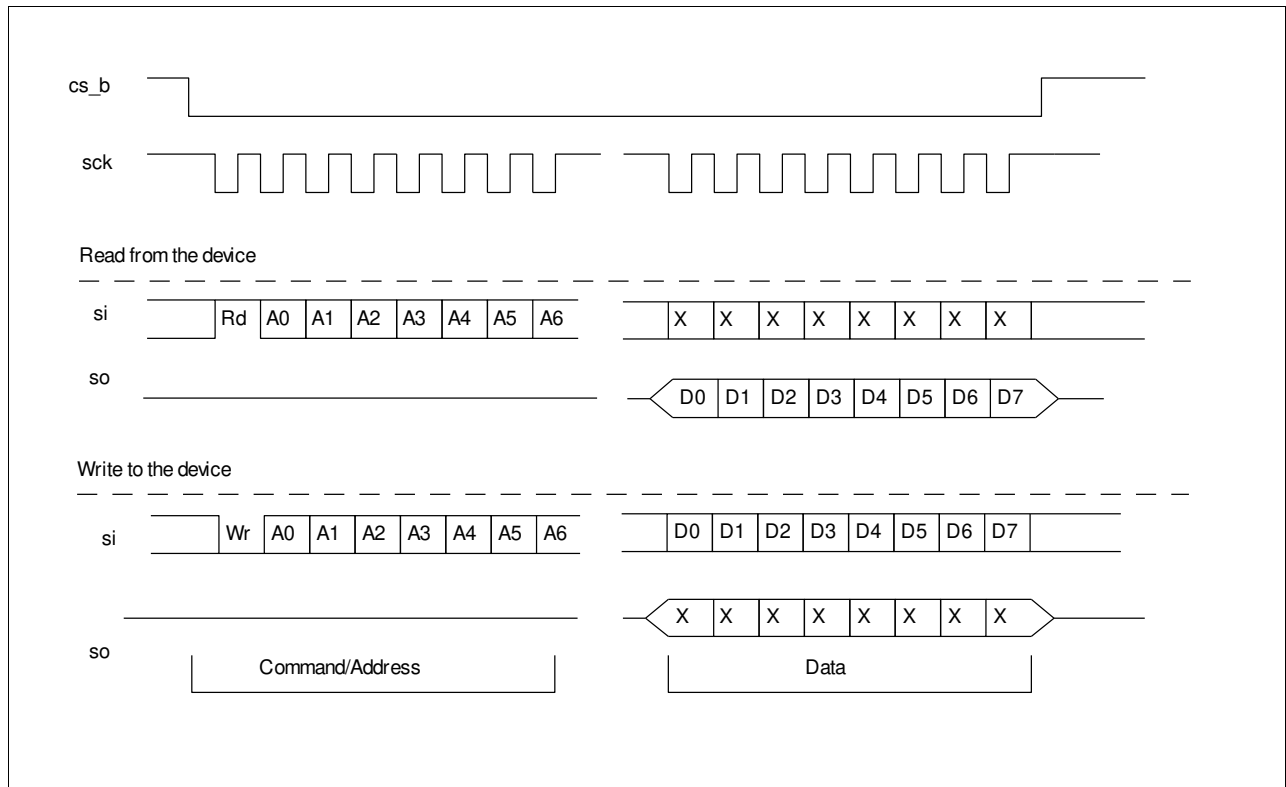 cs_b
sck
Read from the device
si Rd A0 A1 A2 A3 A4 A5 A6 X X X X X X X X
so D0 D1 D2 D3 D4 D5 D6 D7
Write to the device
si Wr A0 A1 A2 A3 A4 A5 A6 D0 D1 D2 D3 D4 D5 D6 D7
X X X X X X X X
so
Command/Address Data